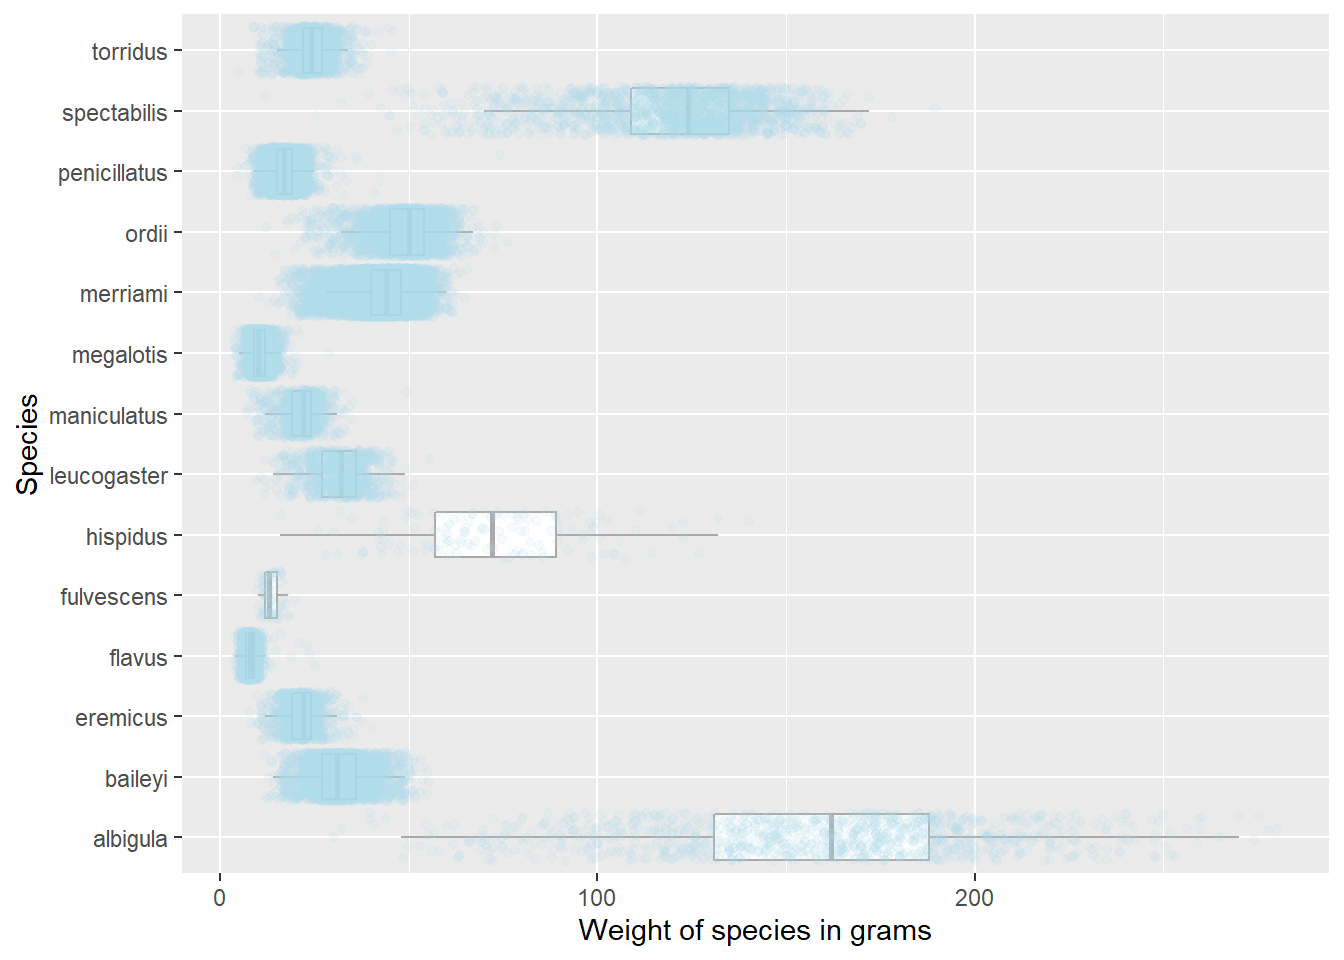 torridus
spectabilis
penicillatus
ordii
merriami
megalotis
maniculatus
leucogaster
hispidus
fulvescens
flavus
eremicus
baileyi
albigula
Species
0 100 200
Weight of species in grams